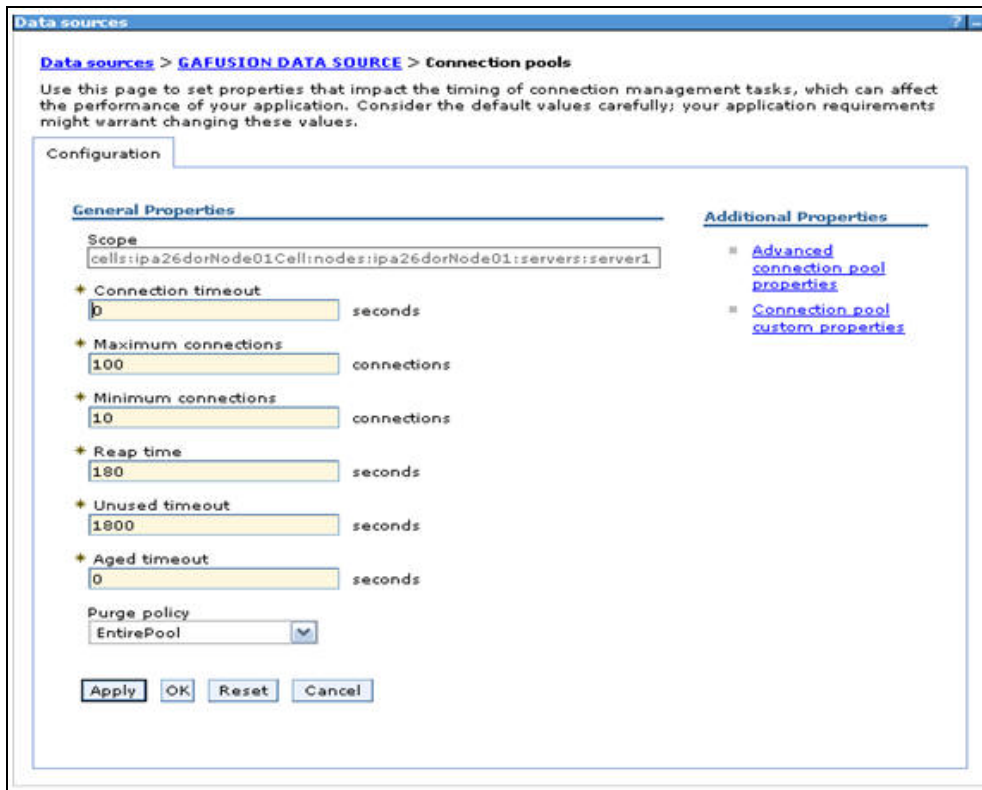 Data sources
? –
Data sources > GAFUSION DATA SOURCE > Connection pools
Use this page to set properties that impact the timing of connection management tasks, which can affect
the performance of your application. Consider the default values carefully; your application requirements
might warrant changing these values.
Configuration
General Properties
Scope
cells:ipa26dorNode01Cell:nodes:ipa26dorNode01:servers:server1
* Connection timeout
0 seconds
* Maximum connections
100 connections
* Minimum connections
10 connections
* Reap time
180 seconds
* Unused timeout
1800 seconds
* Aged timeout
0 seconds
Purge policy
EntirePool
Apply OK Reset Cancel
Additional Properties
Advanced
connection pool
properties
Connection pool
custom properties